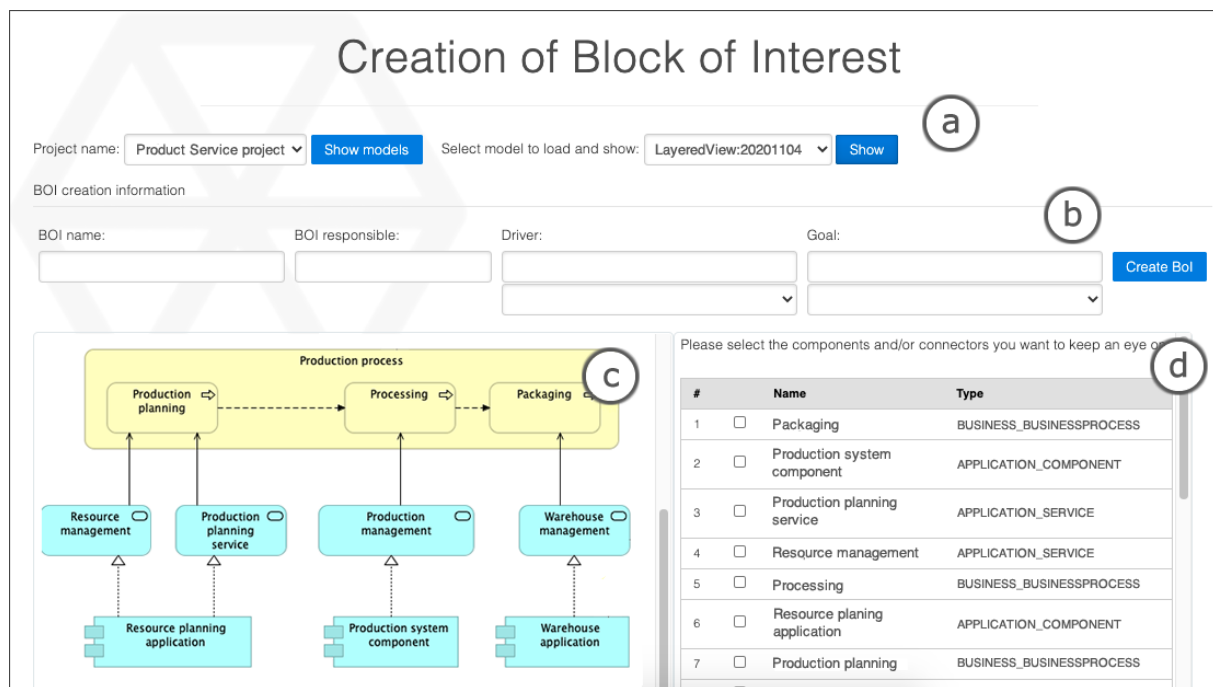 Creation of Block of Interest
a
Project name: Product Service project Show models Select model to load and show: LayeredView:20201104 Show
BOI creation information
b
BOI name: BOI responsible: Driver: Goal:
Create BoI
Production process
c
Production
planning
Processing
Packaging
Resource
management
Production
planning
service
Production
management
Warehouse
management
Resource planning
application
Production system
component
Warehouse
application
Please select the components and/or connectors you want to keep an eye on
d
# Name Type
1 Packaging BUSINESS_BUSINESSPROCESS
2 Production system
component APPLICATION_COMPONENT
3 Production planning
service APPLICATION_SERVICE
4 Resource management APPLICATION_SERVICE
5 Processing BUSINESS_BUSINESSPROCESS
6 Resource planing
application APPLICATION_COMPONENT
7 Production planning BUSINESS_BUSINESSPROCESS